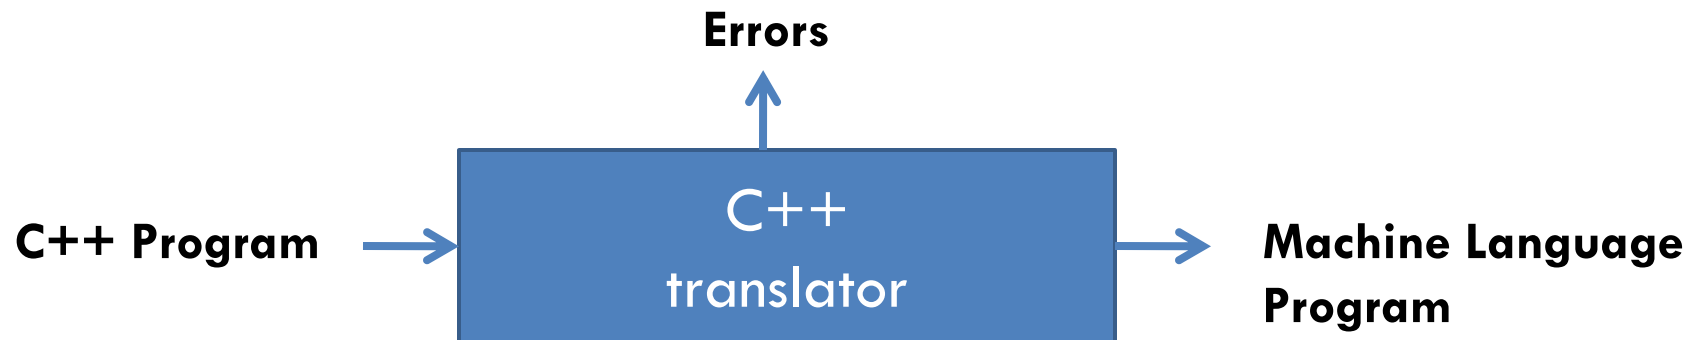 Errors
C++ Program
C++
translator
Machine Language
Program